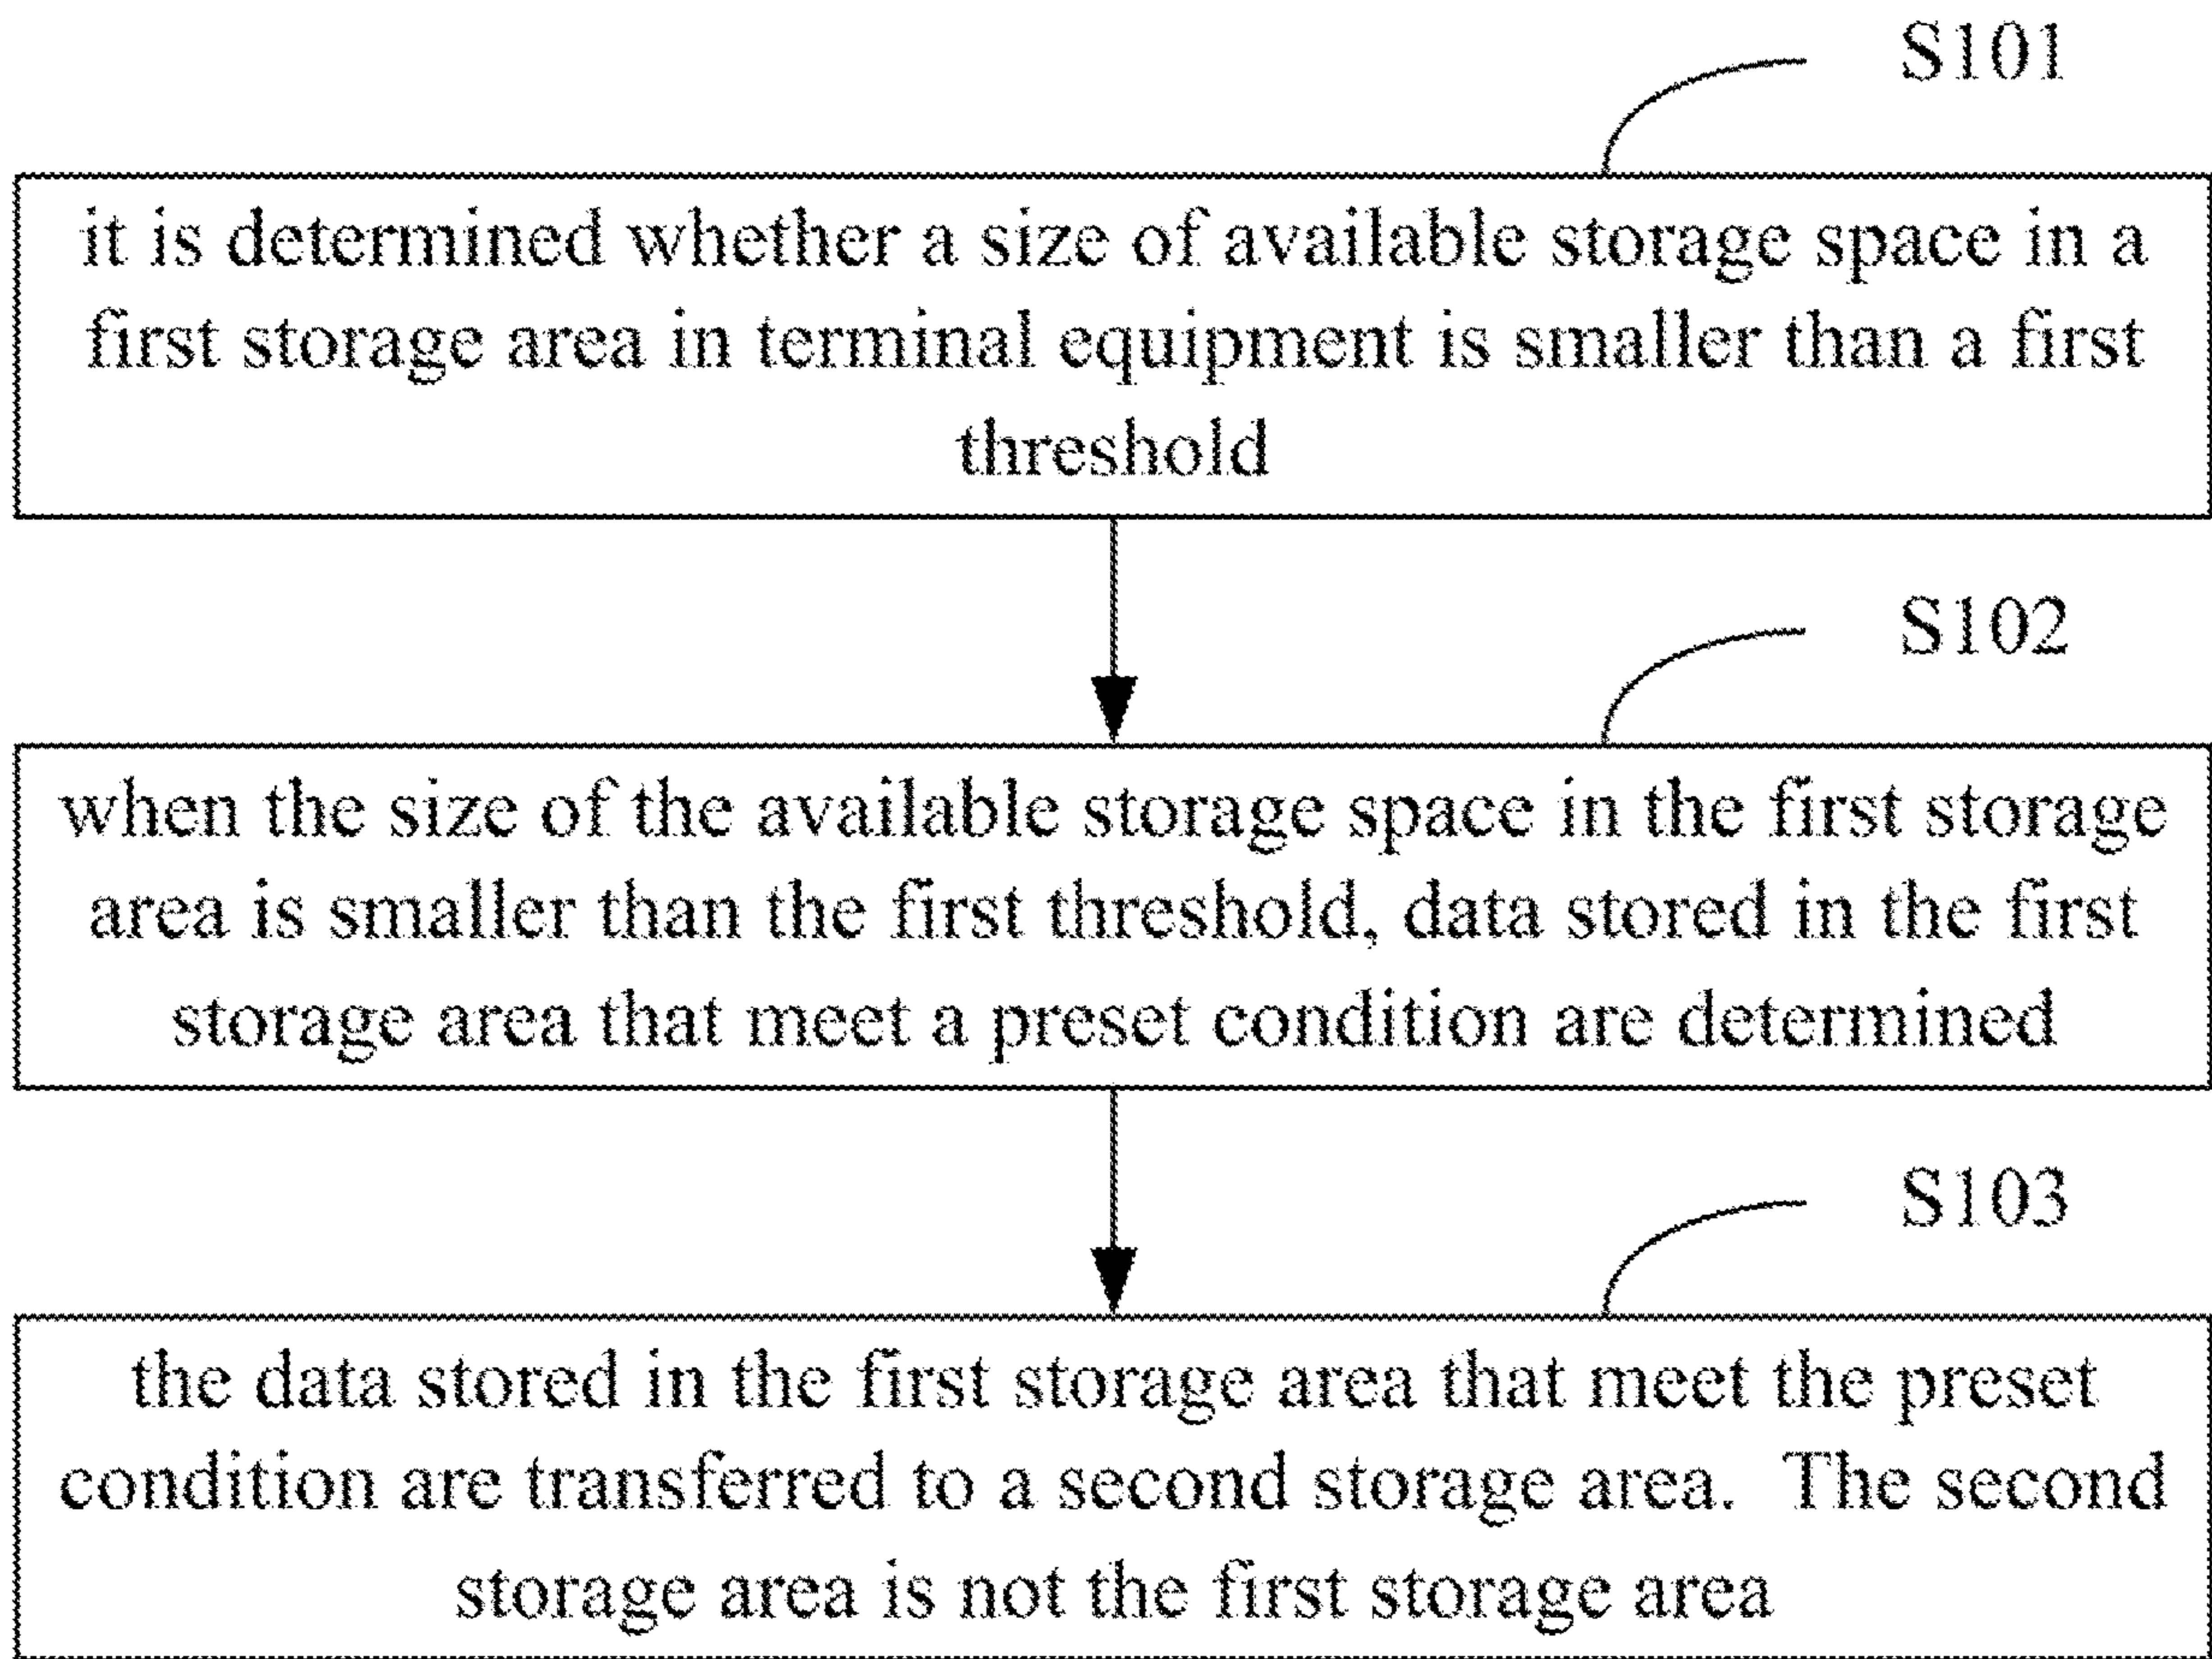 S101
it is determined whether a size of available storage space in a
first storage area in terminal equipment is smaller than a first
threshold
S102
when the size of the available storage space in the first storage
area is smaller than the first threshold, data stored in the first
storage area that meet a preset condition are determined
S103
the data stored in the first storage area that meet the preset
condition are transferred to a second storage area.  The second
storage area is not the first storage area